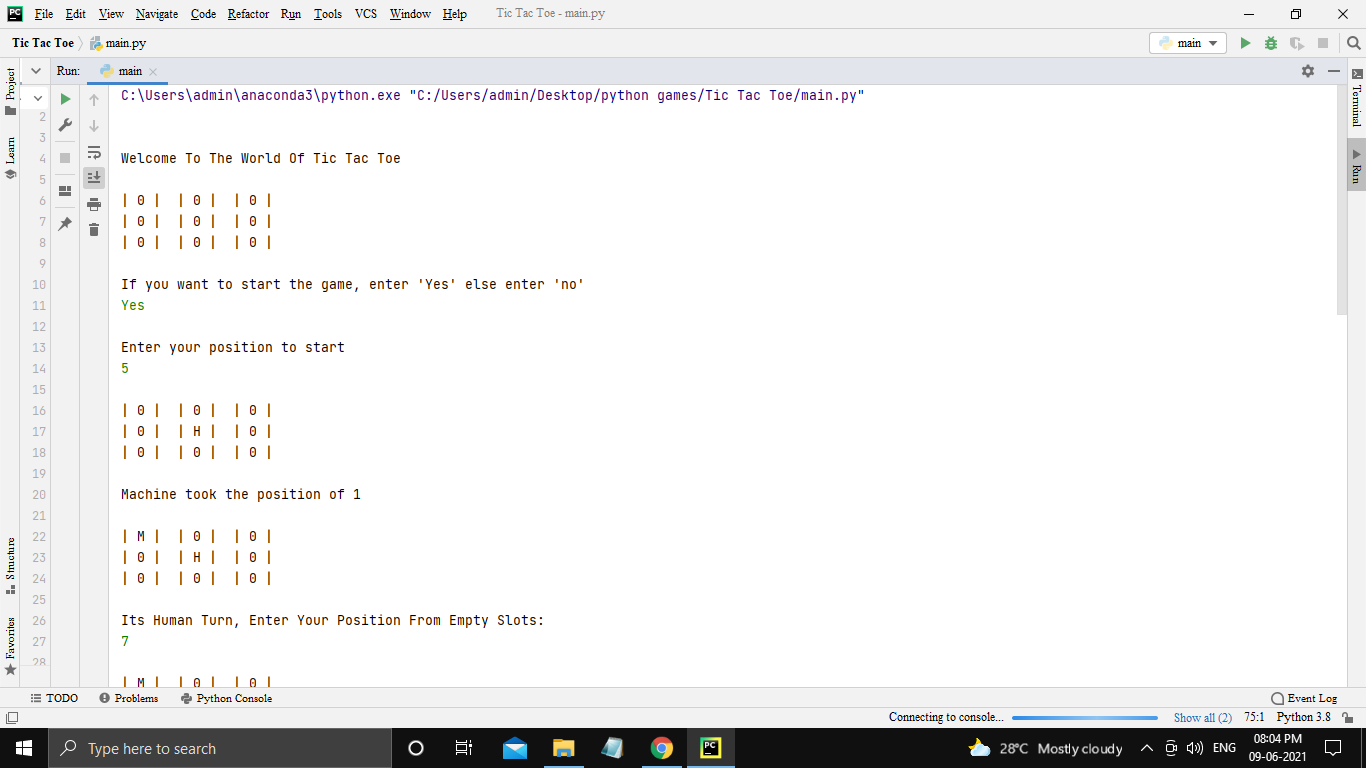 PC File Edit View Navigate Code Refactor Run Tools VCS Window Help Tic Tac Toe - main.py
Tic Tac Toe main.py main
Project
Learn
Structure
Favorites
Run: main
Terminal
Run
2
3
4
5
6
7
8
9
10
11
12
13
14
15
16
17
18
19
20
21
22
23
24
25
26
27
28
C:\Users\admin\anaconda3\python.exe "C:/Users/admin/Desktop/python games/Tic Tac Toe/main.py"
Welcome To The World Of Tic Tac Toe
| 0 | | 0 | | 0 |
| 0 | | 0 | | 0 |
| 0 | | 0 | | 0 |
If you want to start the game, enter 'Yes' else enter 'no'
Yes
Enter your position to start
5
| 0 | | 0 | | 0 |
| 0 | | H | | 0 |
| 0 | | 0 | | 0 |
Machine took the position of 1
| M | | 0 | | 0 |
| 0 | | H | | 0 |
| 0 | | 0 | | 0 |
Its Human Turn, Enter Your Position From Empty Slots:
7
| M | | 0 | | 0 |
TODO Problems Python Console Event Log
Connecting to console... Show all (2) 75:1 Python 3.8
Type here to search PC 28°C Mostly cloudy ENG 08:04 PM
09-06-2021